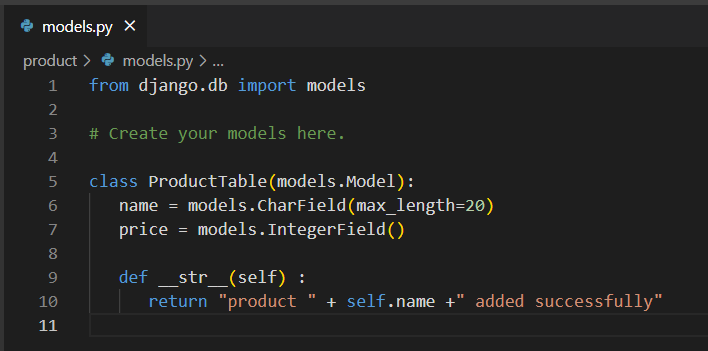 models.py ×
product > models.py > ...
1 from django.db import models
2
3 # Create your models here.
4
5 class ProductTable(models.Model):
6    name = models.CharField(max_length=20)
7    price = models.IntegerField()
8
9    def __str__(self) :
10       return "product " + self.name +" added successfully"
11